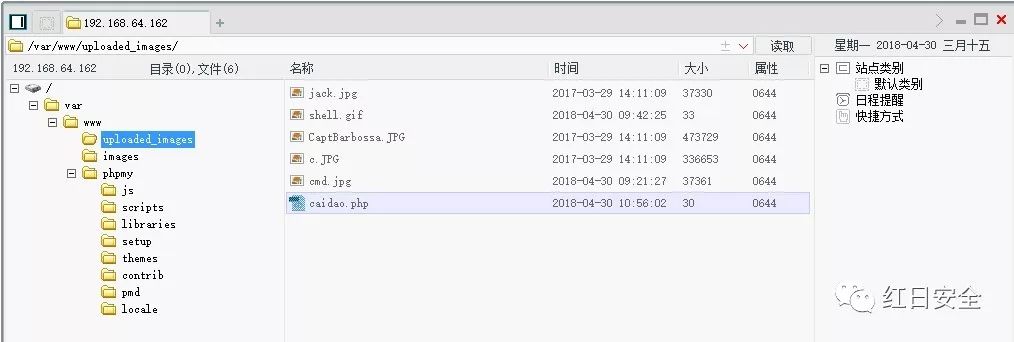 192.168.64.162
/var/www/uploaded_images/
读取
星期一 2018-04-30 三月十五
192.168.64.162 目录(0),文件(6)
名称 时间 大小 属性
/
var
www
uploaded_images
images
phpmy
js
scripts
libraries
setup
themes
contrib
pmd
locale
jack.jpg 2017-03-29 14:11:09 37330 0644
shell.gif 2018-04-30 09:42:25 33 0644
CaptBarbossa.JPG 2017-03-29 14:11:09 473729 0644
c.JPG 2017-03-29 14:11:09 336653 0644
cmd.jpg 2018-04-30 09:21:27 37361 0644
caidao.php 2018-04-30 10:56:02 30 0644
站点类别
默认类别
日程提醒
快捷方式
红日安全